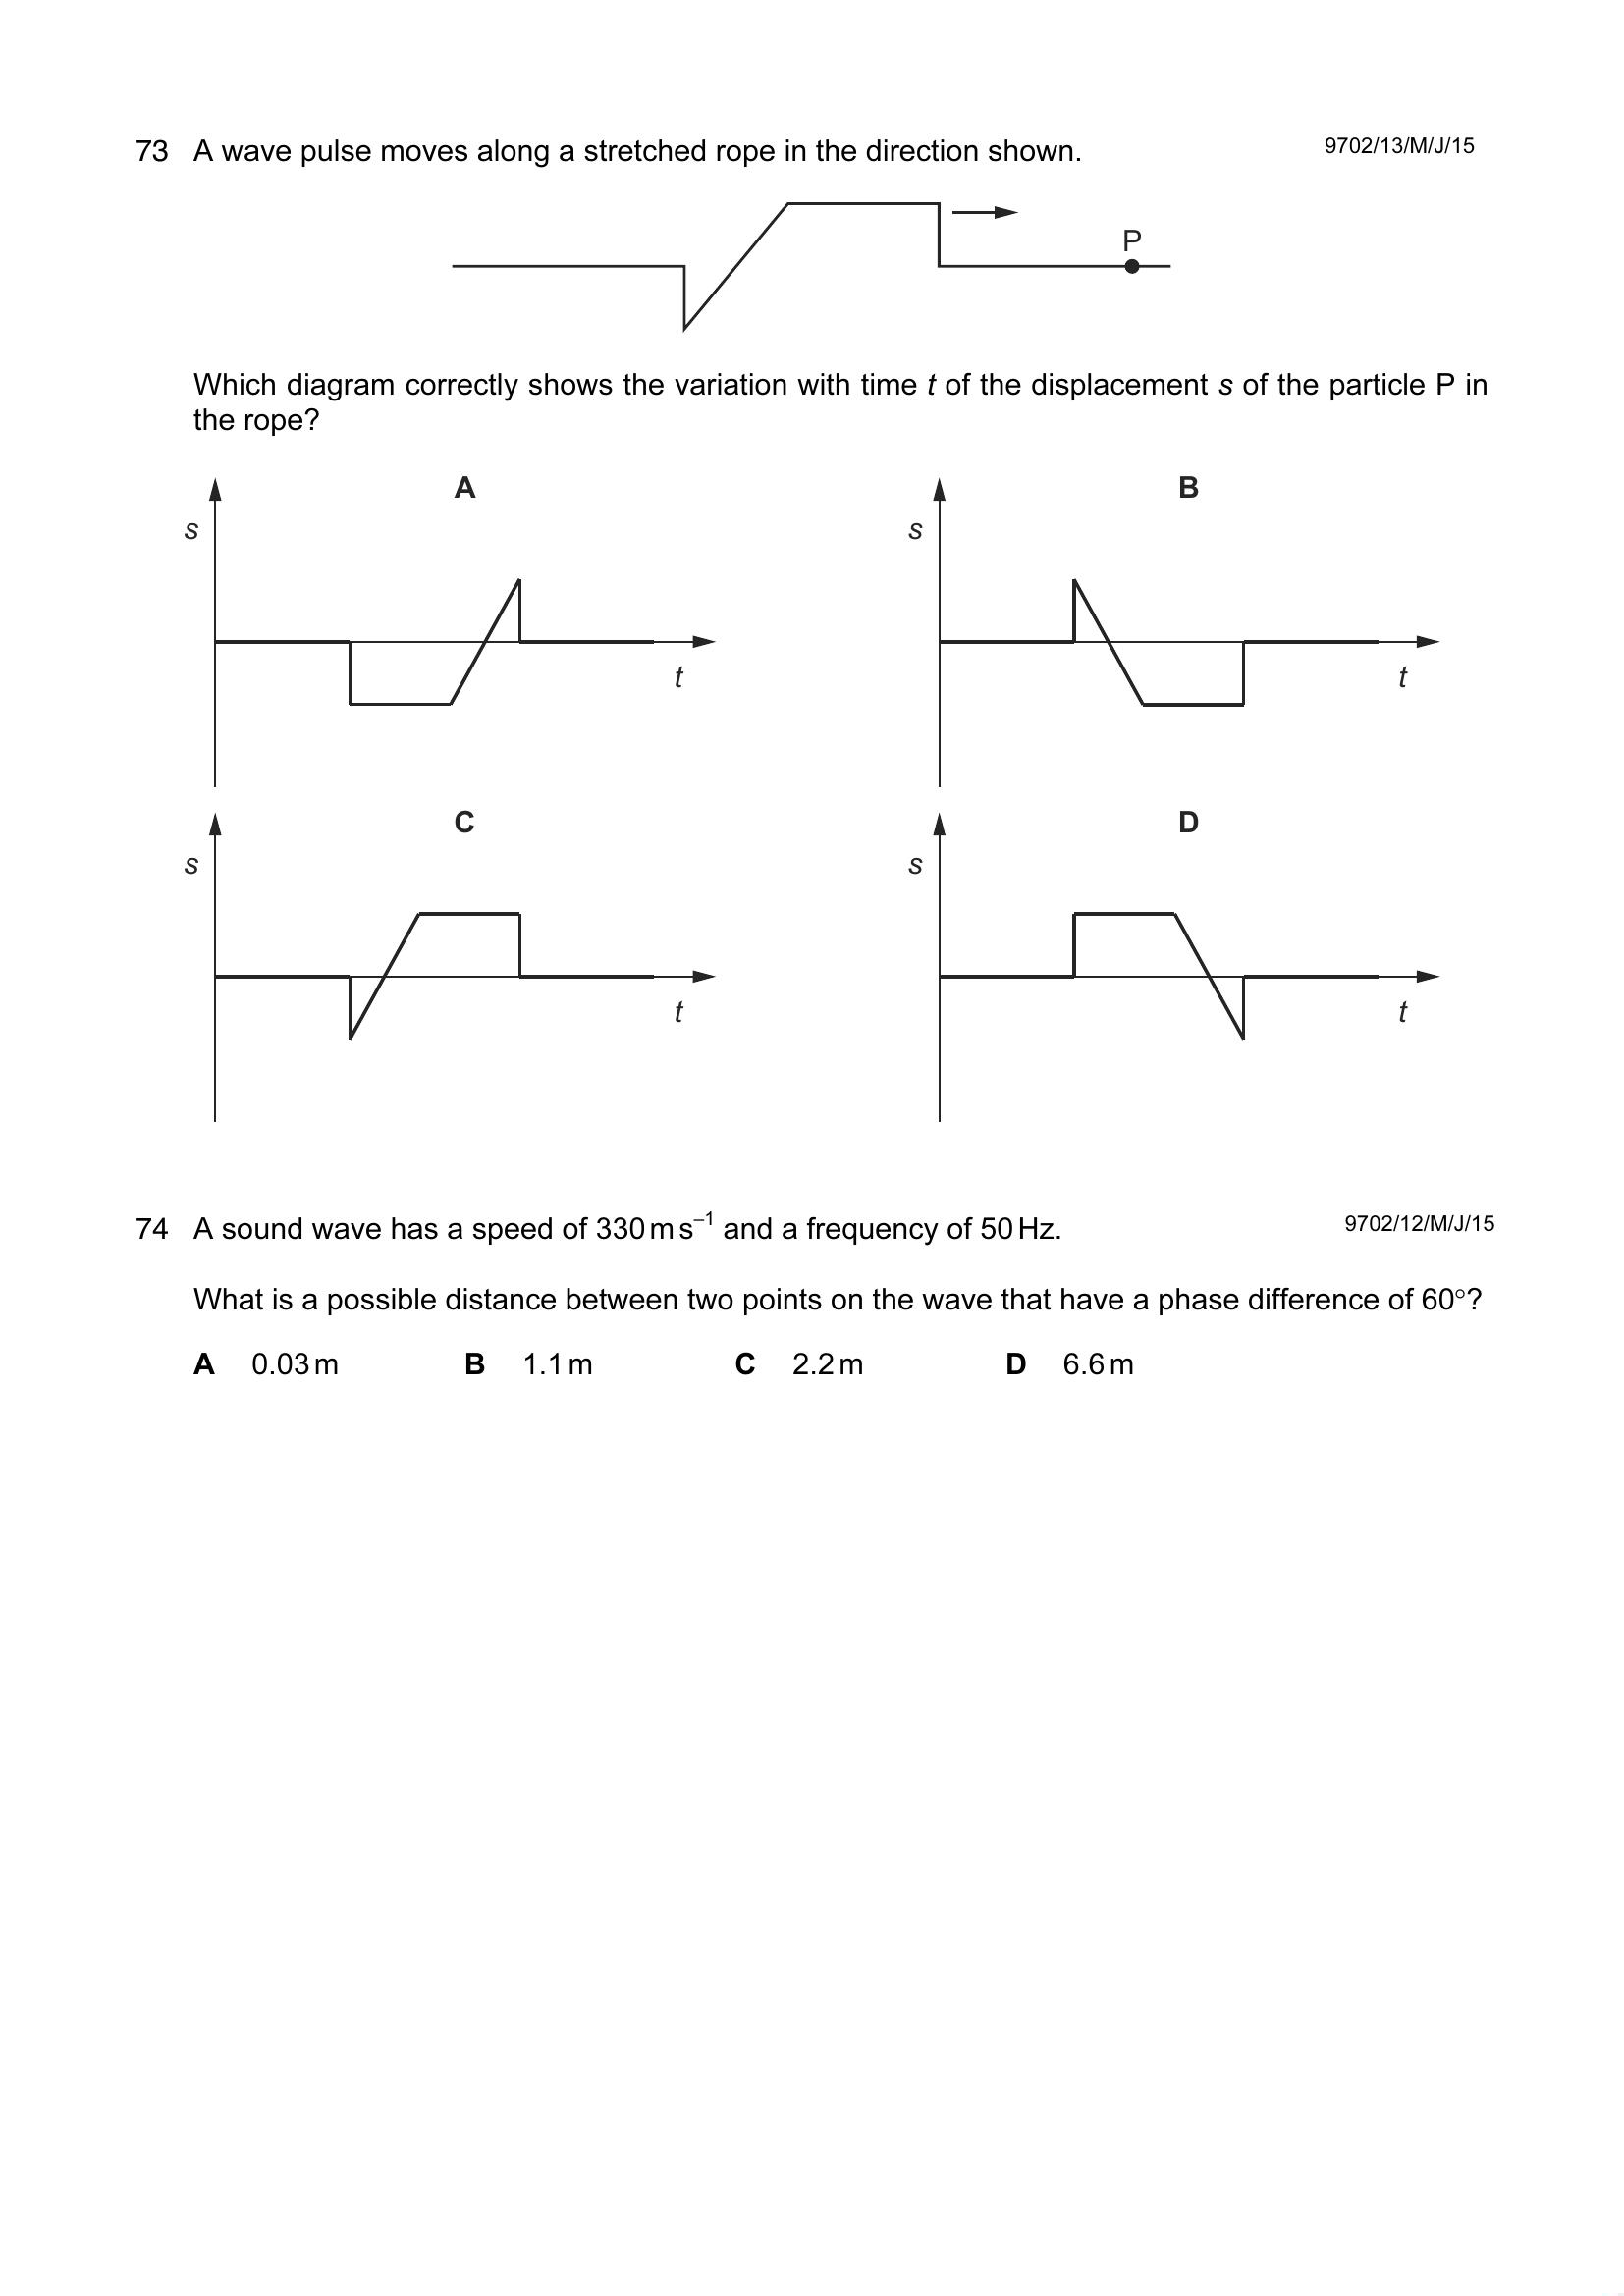 73 A wave pulse moves along a stretched rope in the direction shown. 9702/13/M/J/15
P
Which diagram correctly shows the variation with time t of the displacement s of the particle P in
the rope?
A
s
t
B
s
t
C
s
t
D
s
t
74 A sound wave has a speed of 330 m s⁻¹ and a frequency of 50 Hz. 9702/12/M/J/15
What is a possible distance between two points on the wave that have a phase difference of 60°?
A 0.03 m B 1.1 m C 2.2 m D 6.6 m